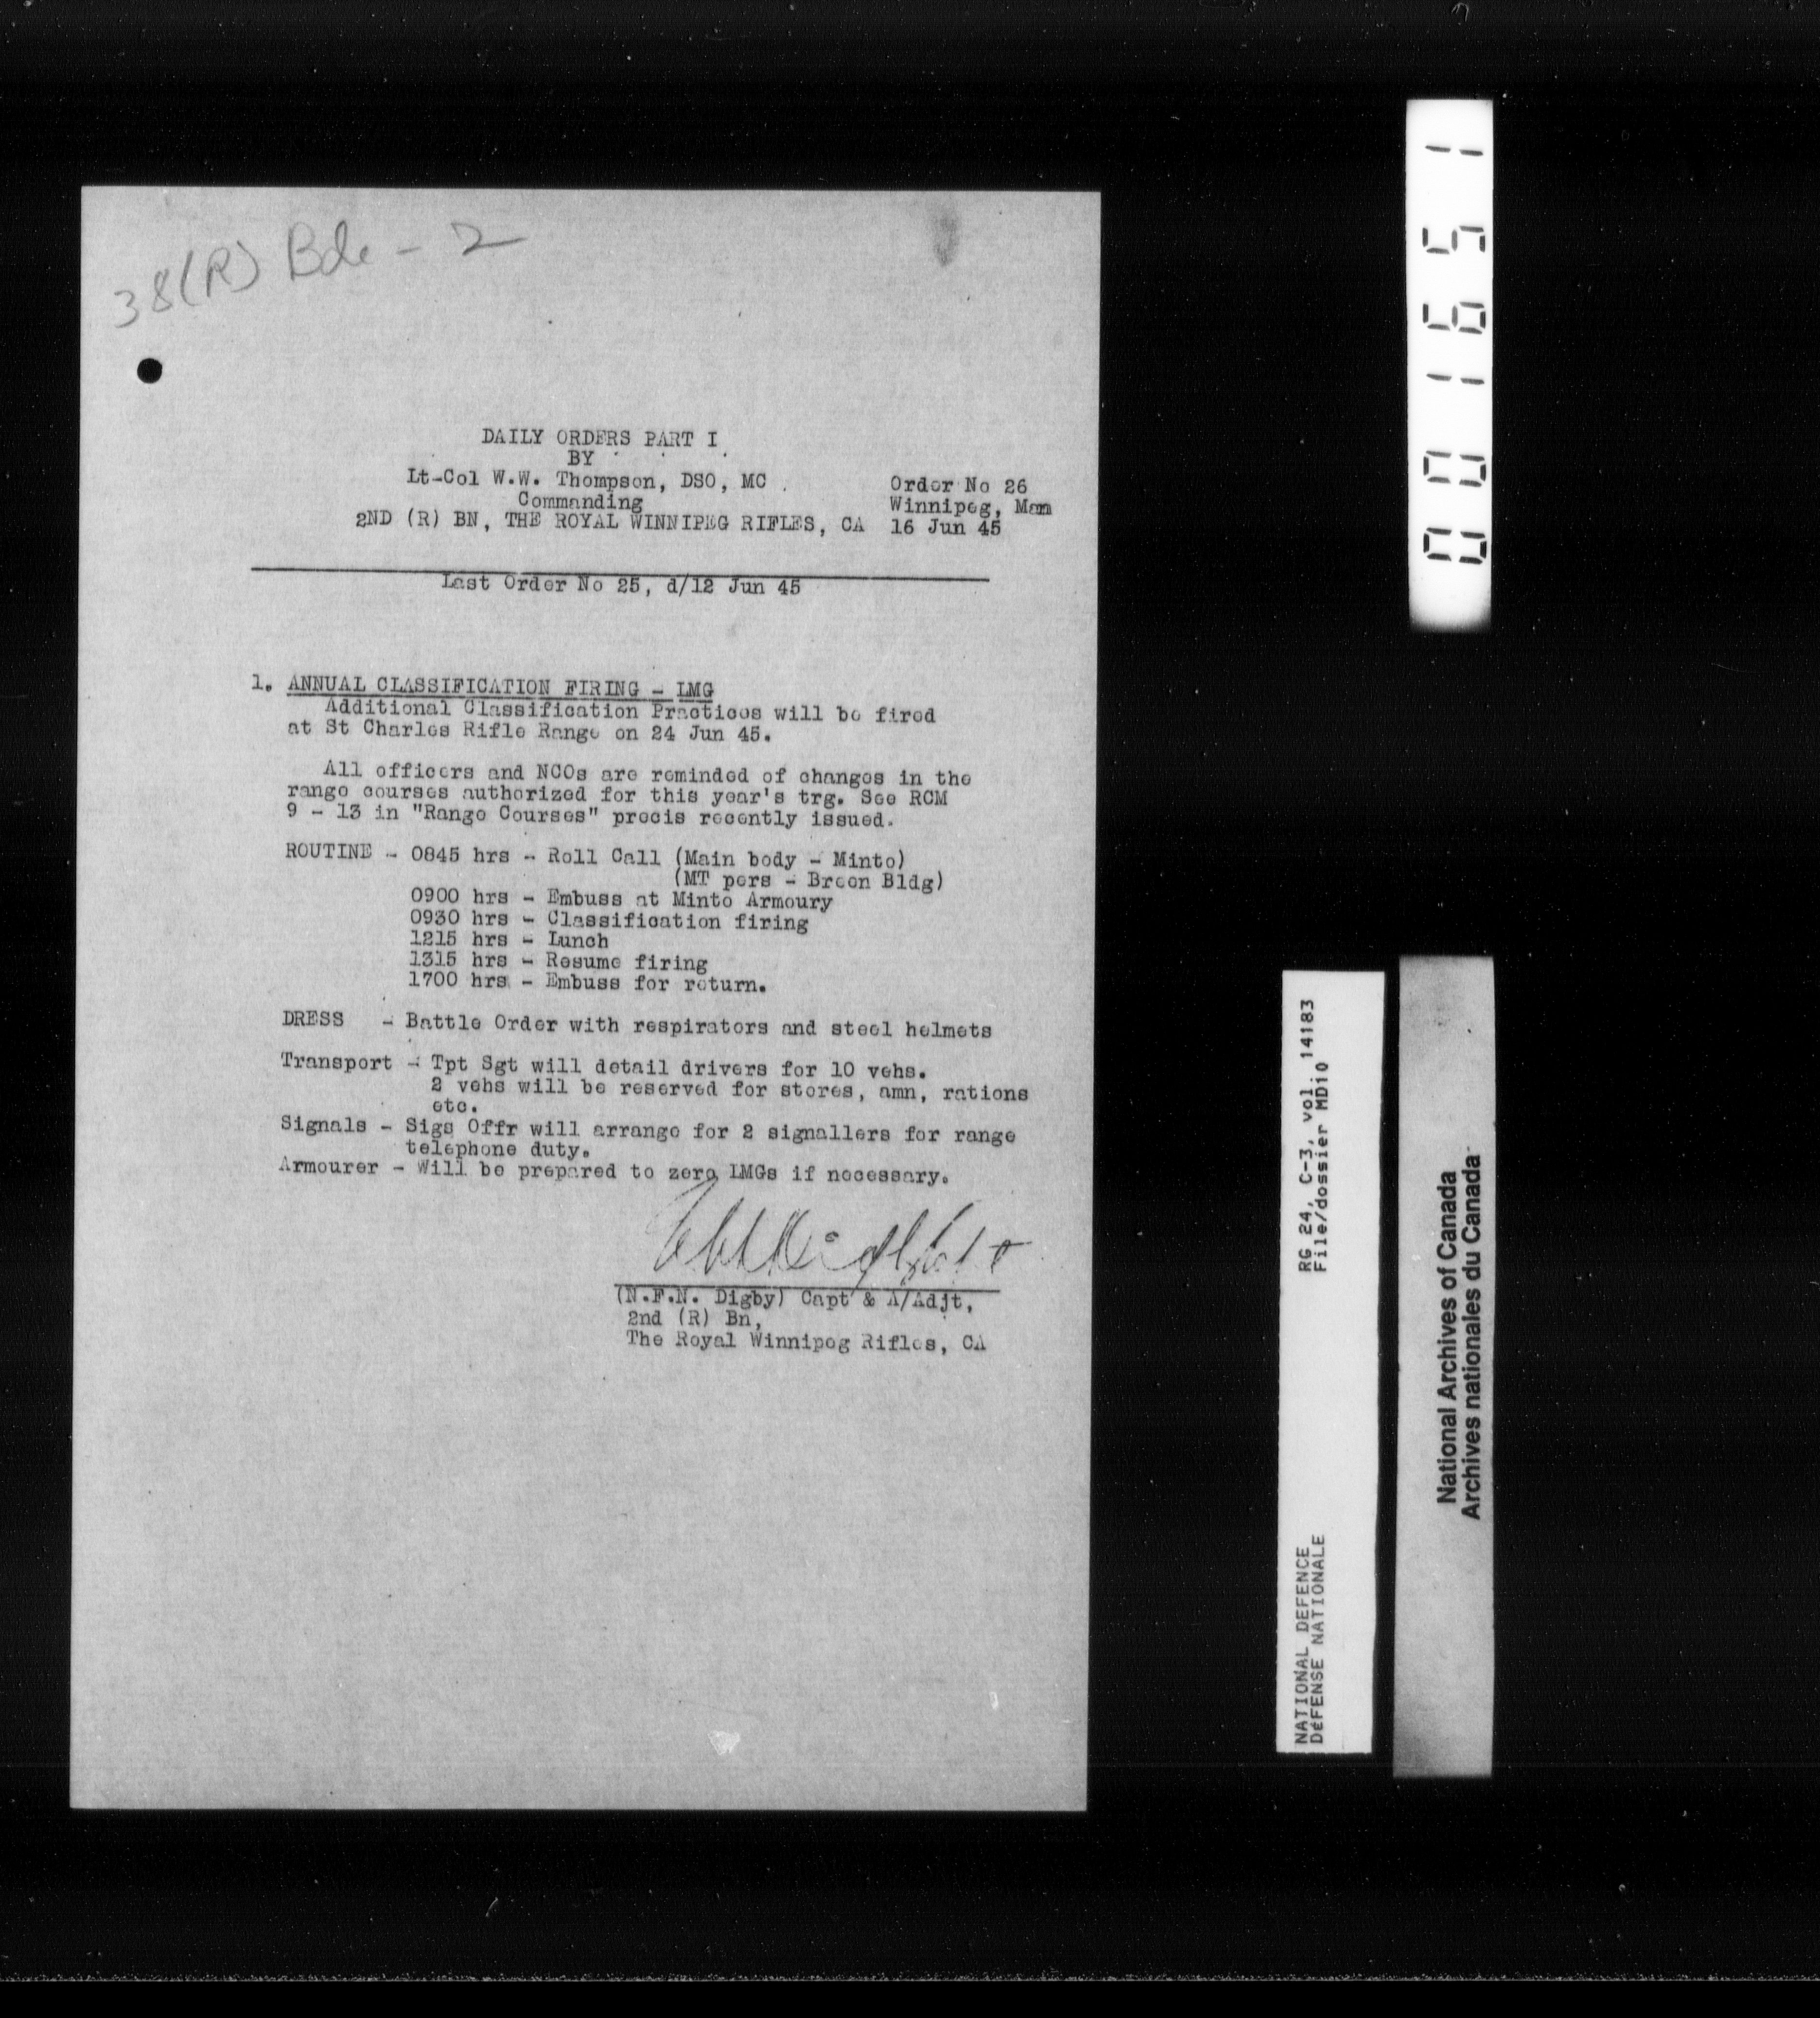 38(R) Bde - 2
DAILY ORDERS PART I
BY
Lt-Col W.W. Thompson, DSO, MC
Commanding
2ND (R) BN, THE ROYAL WINNIPEG RIFLES, CA
Order No 26
Winnipeg, Man
16 Jun 45
Last Order No 25, d/12 Jun 45
1. ANNUAL CLASSIFICATION FIRING - LMG
Additional Classification Practices will be fired
at St Charles Rifle Range on 24 Jun 45.
All officers and NCOs are reminded of changes in the
range courses authorized for this year's trg. See RCM
9 - 13 in "Range Courses" precis recently issued.
ROUTINE - 0845 hrs - Roll Call (Main body - Minto)
(MT pers - Breen Bldg)
0900 hrs - Embuss at Minto Armoury
0930 hrs - Classification firing
1215 hrs - Lunch
1315 hrs - Resume firing
1700 hrs - Embuss for return.
DRESS - Battle Order with respirators and steel helmets
Transport - Tpt Sgt will detail drivers for 10 vehs.
2 vehs will be reserved for stores, amn, rations
etc.
Signals - Sigs Offr will arrange for 2 signallers for range
telephone duty.
Armourer - Will be prepared to zero LMGs if necessary.
(N.F.N. Digby) Capt & A/Adjt,
2nd (R) Bn,
The Royal Winnipeg Rifles, CA
001651
NATIONAL DEFENCE
DéFENSE NATIONALE
RG 24, C-3, vol. 14183
File/dossier MD10
National Archives of Canada
Archives nationales du Canada